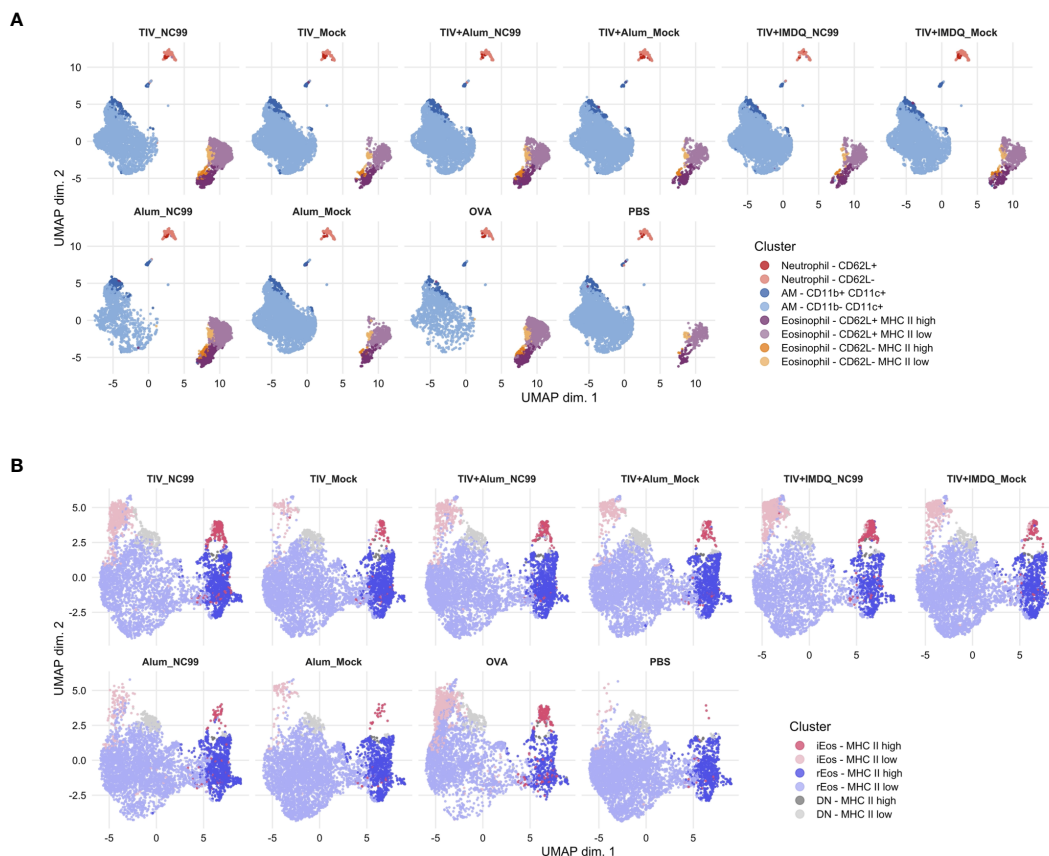 A
TIV_NC99
TIV_Mock
TIV+Alum_NC99
TIV+Alum_Mock
TIV+IMDQ_NC99
TIV+IMDQ_Mock
10
5
0
-5
-5 0 5 10
-5 0 5 10
Alum_NC99
Alum_Mock
OVA
PBS
10
5
0
-5
-5 0 5 10
-5 0 5 10
-5 0 5 10
-5 0 5 10
UMAP dim. 2
UMAP dim. 1
Cluster
Neutrophil - CD62L+
Neutrophil - CD62L-
AM - CD11b+ CD11c+
AM - CD11b- CD11c+
Eosinophil - CD62L+ MHC II high
Eosinophil - CD62L+ MHC II low
Eosinophil - CD62L- MHC II high
Eosinophil - CD62L- MHC II low
B
TIV_NC99
TIV_Mock
TIV+Alum_NC99
TIV+Alum_Mock
TIV+IMDQ_NC99
TIV+IMDQ_Mock
5.0
2.5
0.0
-2.5
-5 0 5
-5 0 5
Alum_NC99
Alum_Mock
OVA
PBS
5.0
2.5
0.0
-2.5
-5 0 5
-5 0 5
-5 0 5
-5 0 5
UMAP dim. 2
UMAP dim. 1
Cluster
iEos - MHC II high
iEos - MHC II low
rEos - MHC II high
rEos - MHC II low
DN - MHC II high
DN - MHC II low